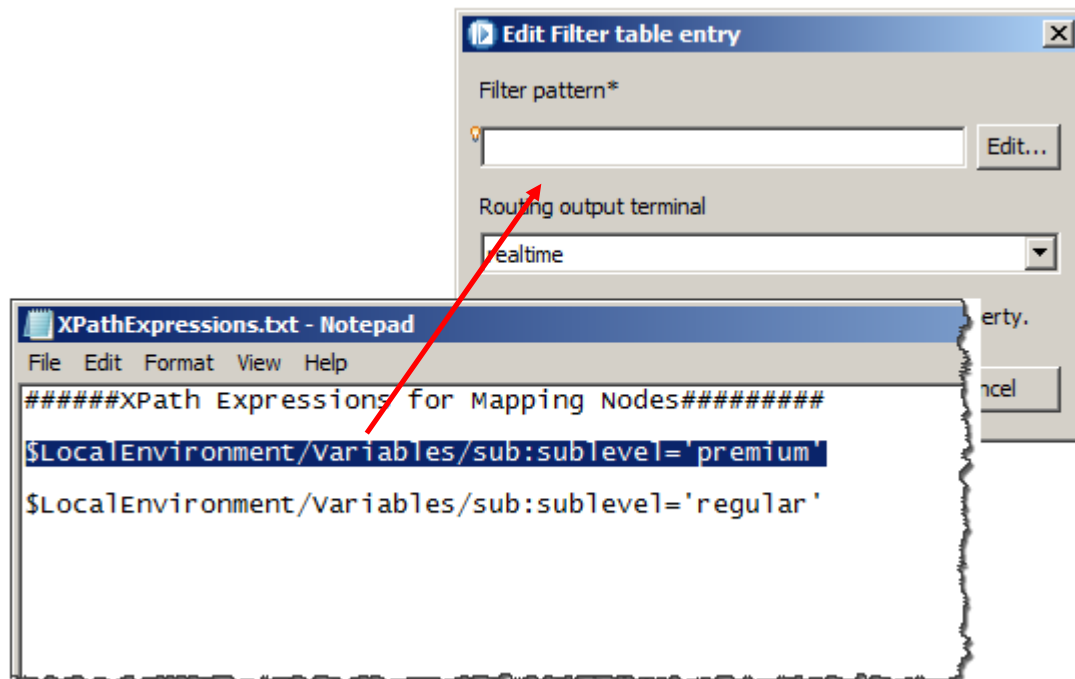 Edit Filter table entry
Filter pattern*
Edit...
Routing output terminal
realtime
erty.
ncel
XPathExpressions.txt - Notepad
File Edit Format View Help
######XPath Expressions for Mapping Nodes#########
$LocalEnvironment/Variables/sub:sublevel='premium'
$LocalEnvironment/Variables/sub:sublevel='regular'